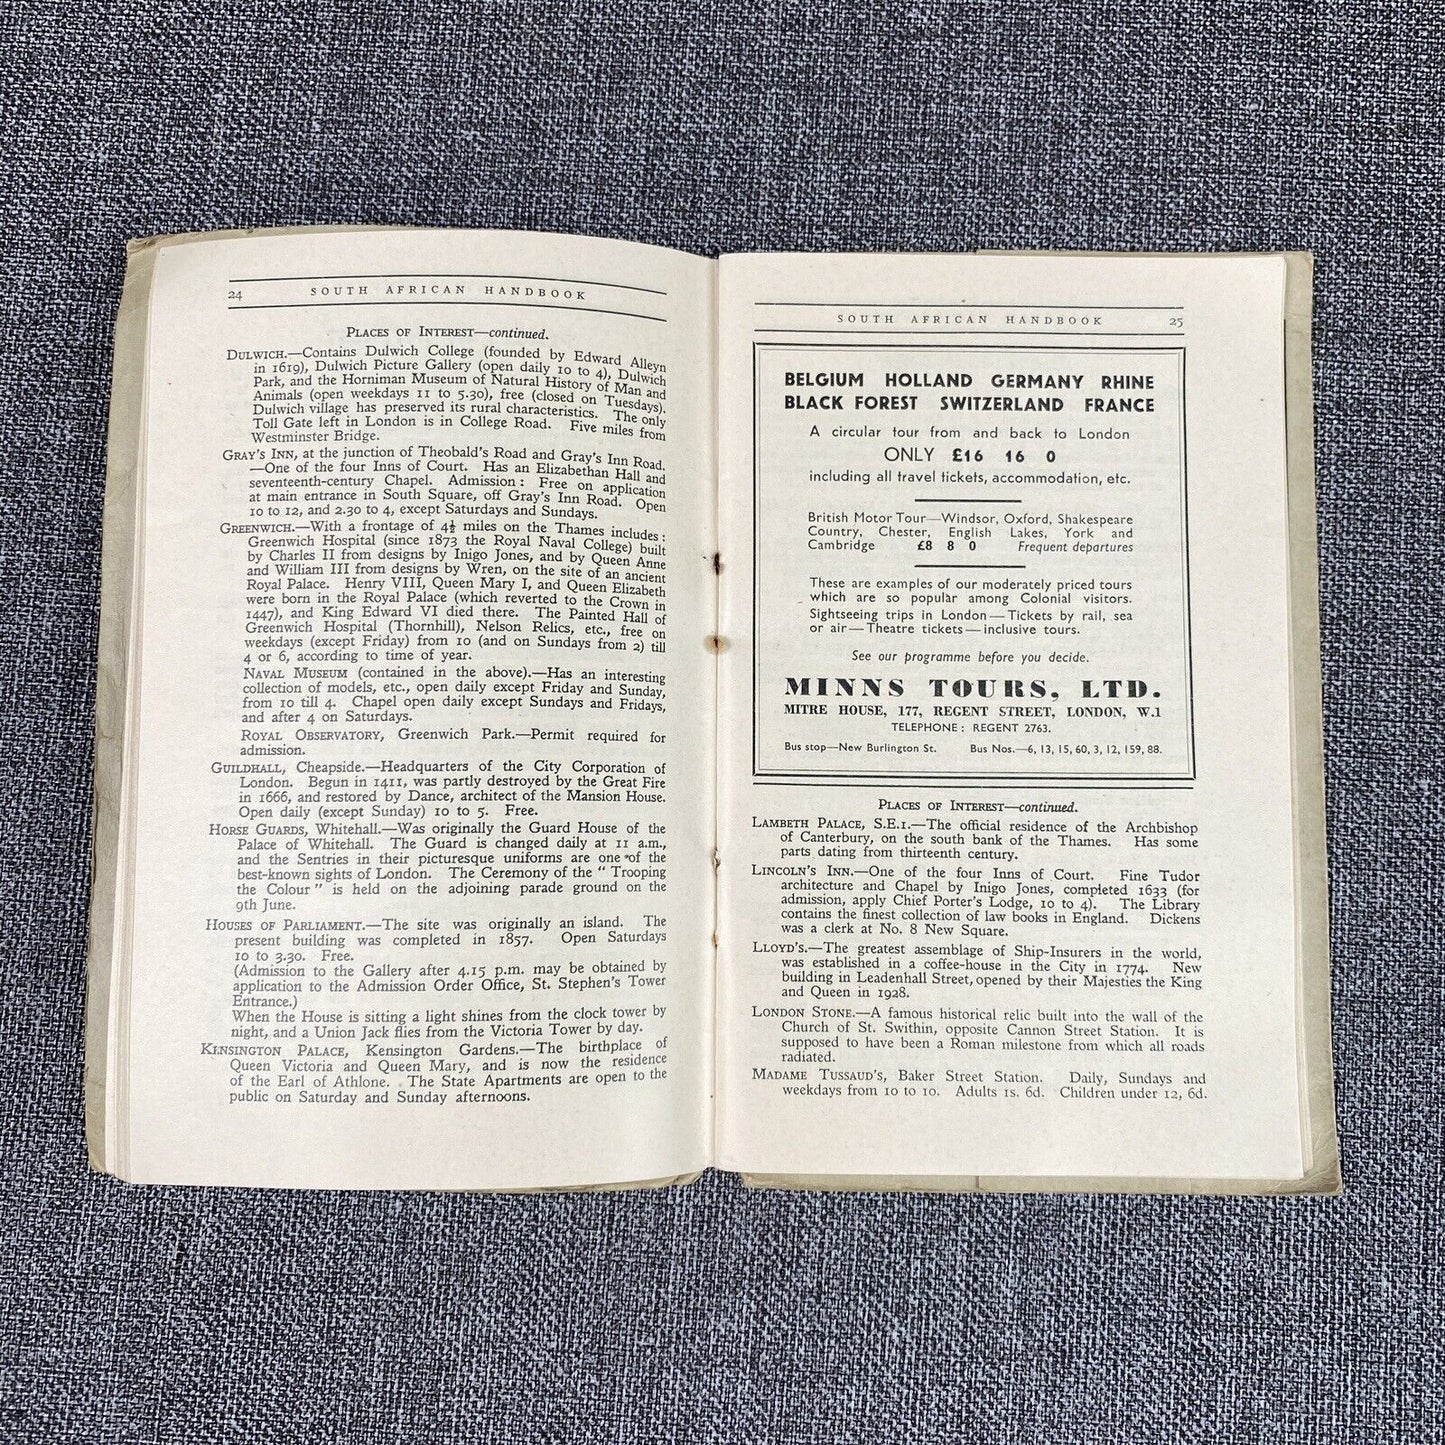 24 SOUTH AFRICAN HANDBOOK
PLACES OF INTEREST—continued.
DULWICH.—Contains Dulwich College (founded by Edward Alleyn
in 1619), Dulwich Picture Gallery (open daily 10 to 4), Dulwich
Park, and the Horniman Museum of Natural History of Man and
Animals (open weekdays 11 to 5.30), free (closed on Tuesdays).
Dulwich village has preserved its rural characteristics. The only
Toll Gate left in London is in College Road. Five miles from
Westminster Bridge.
GRAY'S INN, at the junction of Theobald's Road and Gray's Inn Road.
—One of the four Inns of Court. Has an Elizabethan Hall and
seventeenth-century Chapel. Admission: Free on application
at main entrance in South Square, off Gray's Inn Road. Open
10 to 12, and 2.30 to 4, except Saturdays and Sundays.
GREENWICH.—With a frontage of 4½ miles on the Thames includes:
Greenwich Hospital (since 1873 the Royal Naval College) built
by Charles II from designs by Inigo Jones, and by Queen Anne
and William III from designs by Wren, on the site of an ancient
Royal Palace. Henry VIII, Queen Mary I, and Queen Elizabeth
were born in the Royal Palace (which reverted to the Crown in
1447), and King Edward VI died there. The Painted Hall of
Greenwich Hospital (Thornhill), Nelson Relics, etc., free on
weekdays (except Friday) from 10 (and on Sundays from 2) till
4 or 6, according to time of year.
NAVAL MUSEUM (contained in the above).—Has an interesting
collection of models, etc., open daily except Friday and Sunday,
from 10 till 4. Chapel open daily except Sundays and Fridays,
and after 4 on Saturdays.
ROYAL OBSERVATORY, Greenwich Park.—Permit required for
admission.
GUILDHALL, Cheapside.—Headquarters of the City Corporation of
London. Begun in 1411, was partly destroyed by the Great Fire
in 1666, and restored by Dance, architect of the Mansion House.
Open daily (except Sunday) 10 to 5. Free.
HORSE GUARDS, Whitehall.—Was originally the Guard House of the
Palace of Whitehall. The Guard is changed daily at 11 a.m.,
and the Sentries in their picturesque uniforms are one of the
best-known sights of London. The Ceremony of the "Trooping
the Colour" is held on the adjoining parade ground on the
9th June.
HOUSES OF PARLIAMENT.—The site was originally an island. The
present building was completed in 1857. Open Saturdays
10 to 3.30. Free.
(Admission to the Gallery after 4.15 p.m. may be obtained by
application to the Admission Order Office, St. Stephen's Tower
Entrance.)
When the House is sitting a light shines from the clock tower by
night, and a Union Jack flies from the Victoria Tower by day.
KENSINGTON PALACE, Kensington Gardens.—The birthplace of
Queen Victoria and Queen Mary, and is now the residence
of the Earl of Athlone. The State Apartments are open to the
public on Saturday and Sunday afternoons.
SOUTH AFRICAN HANDBOOK 25
BELGIUM HOLLAND GERMANY RHINE
BLACK FOREST SWITZERLAND FRANCE
A circular tour from and back to London
ONLY £16 16 0
including all travel tickets, accommodation, etc.
British Motor Tour—Windsor, Oxford, Shakespeare
Country, Chester, English Lakes, York and
Cambridge £8 8 0 Frequent departures
These are examples of our moderately priced tours
which are so popular among Colonial visitors.
Sightseeing trips in London—Tickets by rail, sea
or air—Theatre tickets—inclusive tours.
See our programme before you decide.
MINNS TOURS, LTD.
MITRE HOUSE, 177, REGENT STREET, LONDON, W.1
TELEPHONE: REGENT 2763.
Bus stop—New Burlington St. Bus Nos.—6, 13, 15, 60, 3, 12, 159, 88.
PLACES OF INTEREST—continued.
LAMBETH PALACE, S.E.1.—The official residence of the Archbishop
of Canterbury, on the south bank of the Thames. Has some
parts dating from thirteenth century.
LINCOLN'S INN.—One of the four Inns of Court. Fine Tudor
architecture and Chapel by Inigo Jones, completed 1633 (for
admission, apply Chief Porter's Lodge, 10 to 4). The Library
contains the finest collection of law books in England. Dickens
was a clerk at No. 8 New Square.
LLOYD'S.—The greatest assemblage of Ship-Insurers in the world,
was established in a coffee-house in the City in 1774. New
building in Leadenhall Street, opened by their Majesties the King
and Queen in 1928.
LONDON STONE.—A famous historical relic built into the wall of the
Church of St. Swithin, opposite Cannon Street Station. It is
supposed to have been a Roman milestone from which all roads
radiated.
MADAME TUSSAUD'S, Baker Street Station. Daily, Sundays and
weekdays from 10 to 10. Adults 1s. 6d. Children under 12, 6d.